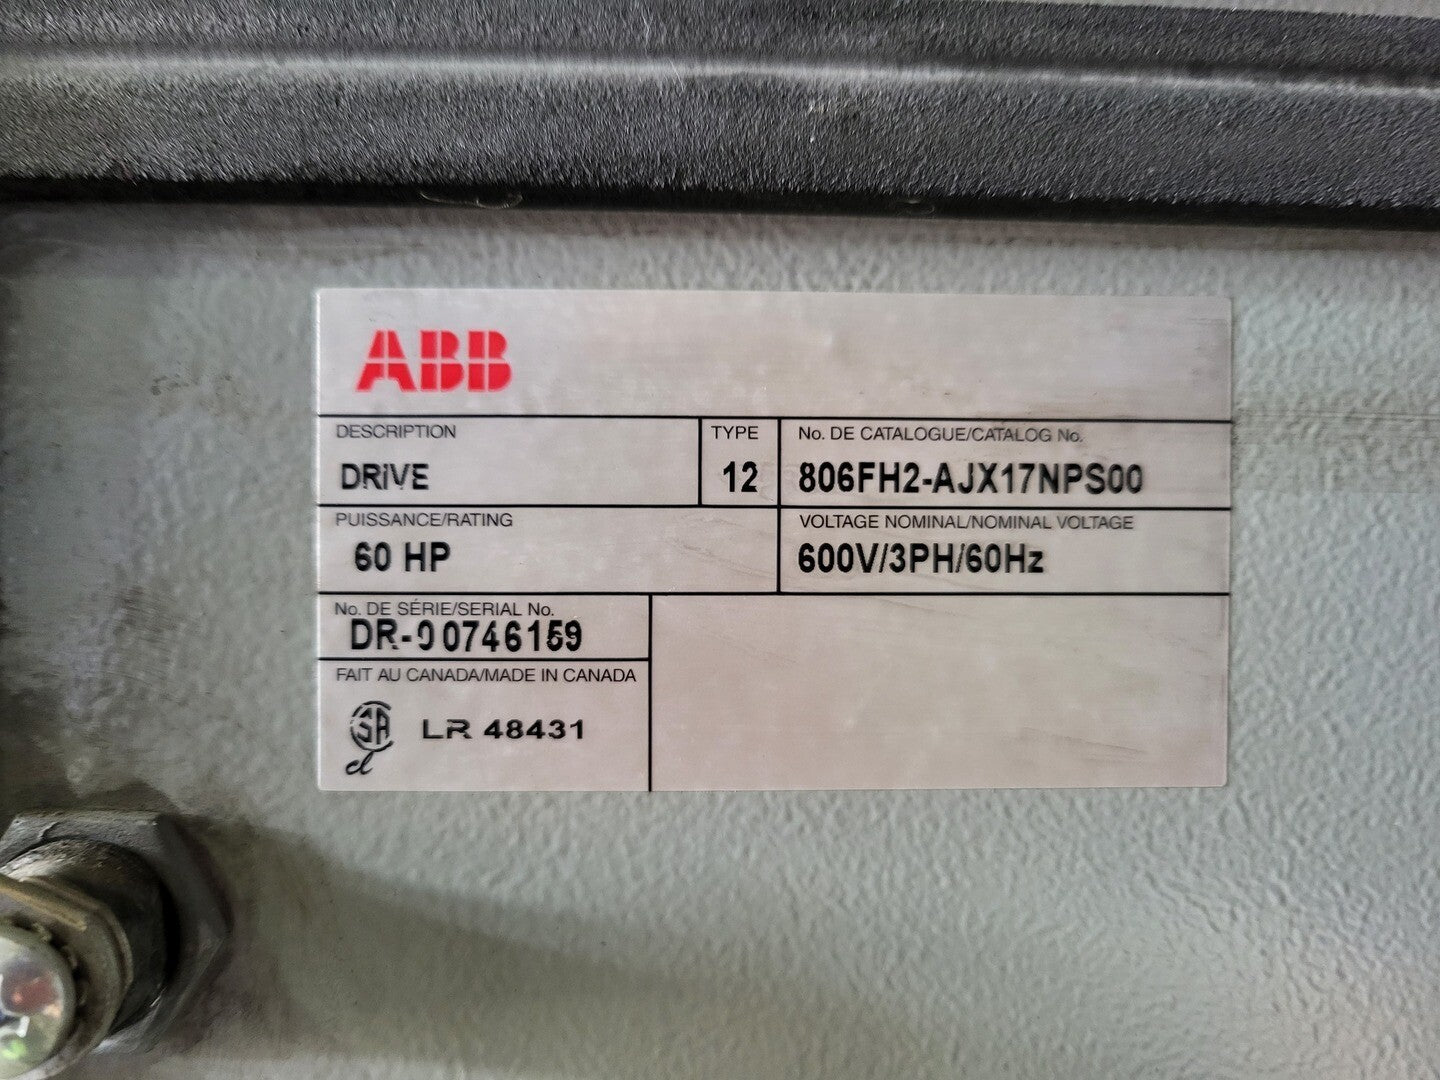 ABB
DESCRIPTION
DRIVE
TYPE
12
No. DE CATALOGUE/CATALOG No.
806FH2-AJX17NPS00
PUISSANCE/RATING
60 HP
VOLTAGE NOMINAL/NOMINAL VOLTAGE
600V/3PH/60Hz
No. DE SÉRIE/SERIAL No.
DR-00746159
FAIT AU CANADA/MADE IN CANADA
SA LR 48431
cl